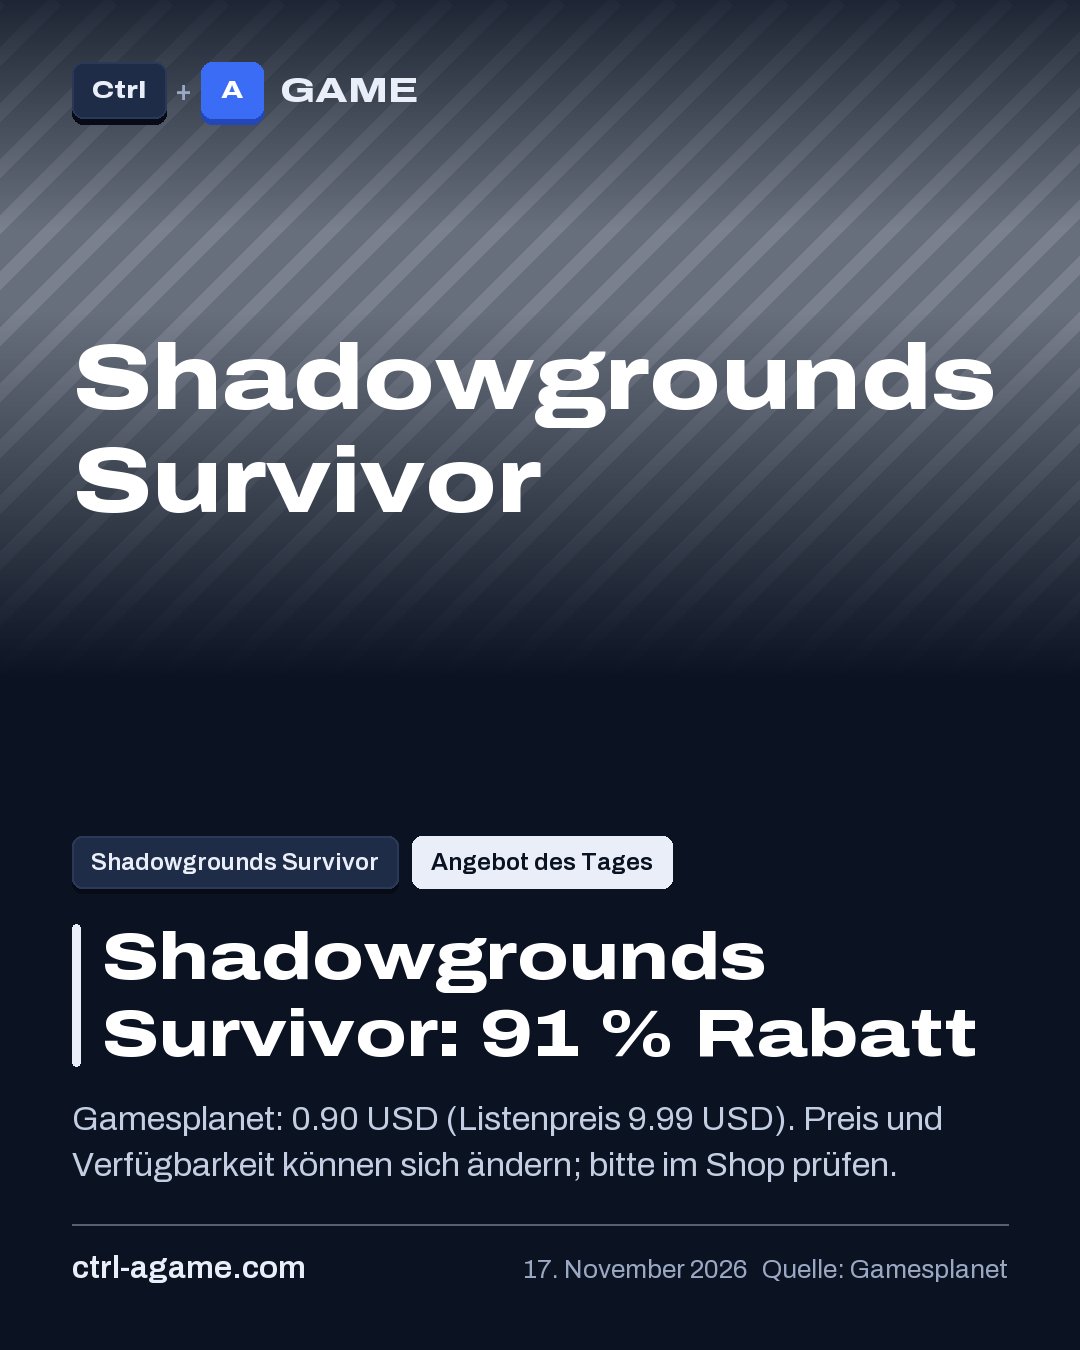 Ctrl + A GAME
Shadowgrounds
Survivor
Shadowgrounds Survivor Angebot des Tages
Shadowgrounds
Survivor: 91 % Rabatt
Gamesplanet: 0.90 USD (Listenpreis 9.99 USD). Preis und
Verfügbarkeit können sich ändern; bitte im Shop prüfen.
ctrl-agame.com 17. November 2026 Quelle: Gamesplanet